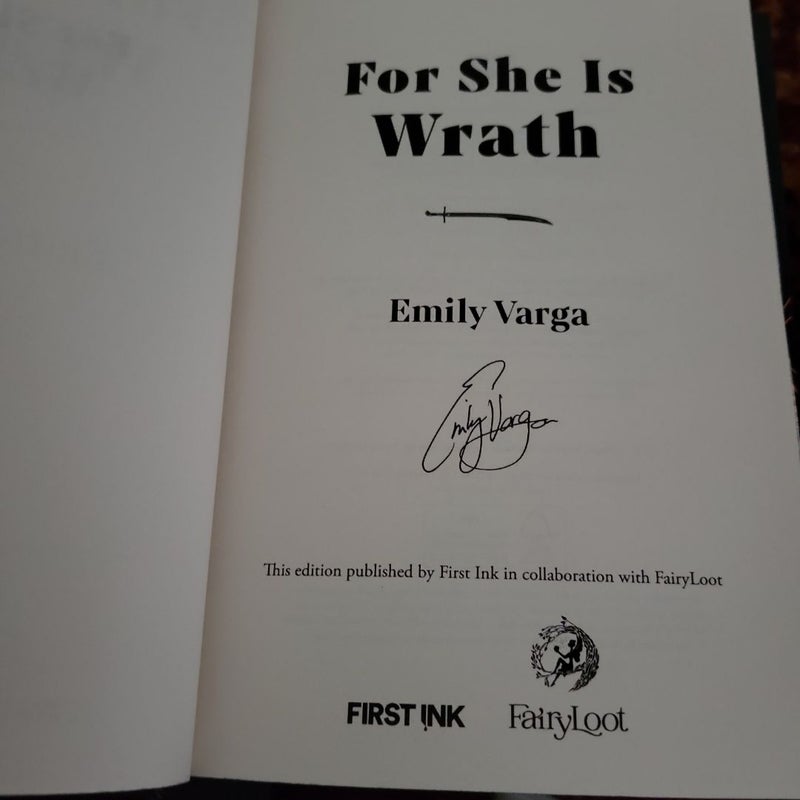 For She Is
Wrath
Emily Varga
Emily Varga
This edition published by First Ink in collaboration with FairyLoot
FIRST INK
FairyLoot